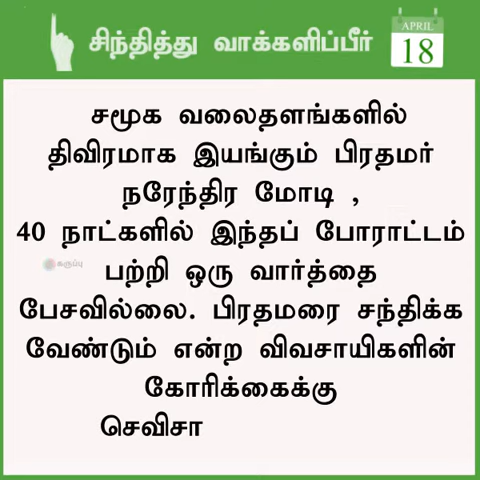 சிந்தித்து வாக்களிப்பீர்
APRIL
18
சமூக வலைதளங்களில்
திவிரமாக இயங்கும் பிரதமர்
நரேந்திர மோடி ,
40 நாட்களில் இந்தப் போராட்டம்
கருப்பு
பற்றி ஒரு வார்த்தை
பேசவில்லை. பிரதமரை சந்திக்க
வேண்டும் என்ற விவசாயிகளின்
கோரிக்கைக்கு
செவிசா